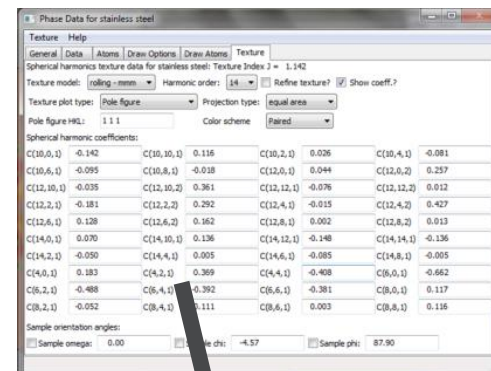 Phase Data for stainless steel
Texture Help
General Data Atoms Draw Options Draw Atoms Texture
Spherical harmonics texture data for stainless steel: Texture Index J = 1.142
Texture model: rolling - mmm Harmonic order: 14 Refine texture? Show coeff.?
Texture plot type: Pole figure Projection type: equal area
Pole figure HKL: 1 1 1 Color scheme Paired
Spherical harmonic coefficients:
C(10,0,1) -0.142 C(10,10,1) 0.116 C(10,2,1) 0.026 C(10,4,1) -0.081
C(10,6,1) -0.095 C(10,8,1) -0.018 C(12,0,1) 0.044 C(12,0,2) 0.257
C(12,10,1) -0.035 C(12,10,2) 0.361 C(12,12,1) -0.076 C(12,12,2) 0.012
C(12,2,1) -0.181 C(12,2,2) 0.292 C(12,4,1) -0.015 C(12,4,2) 0.427
C(12,6,1) 0.128 C(12,6,2) 0.162 C(12,8,1) 0.002 C(12,8,2) 0.013
C(14,0,1) 0.070 C(14,10,1) 0.136 C(14,12,1) -0.148 C(14,14,1) -0.136
C(14,2,1) -0.050 C(14,4,1) 0.005 C(14,6,1) -0.085 C(14,8,1) -0.005
C(4,0,1) 0.183 C(4,2,1) 0.369 C(4,4,1) -0.408 C(6,0,1) -0.662
C(6,2,1) -0.488 C(6,4,1) -0.392 C(6,6,1) -0.381 C(8,0,1) 0.117
C(8,2,1) -0.052 C(8,4,1) 0.111 C(8,6,1) 0.003 C(8,8,1) 0.116
Sample orientation angles:
Sample omega: 0.00 chi: -4.57 Sample phi: 87.90